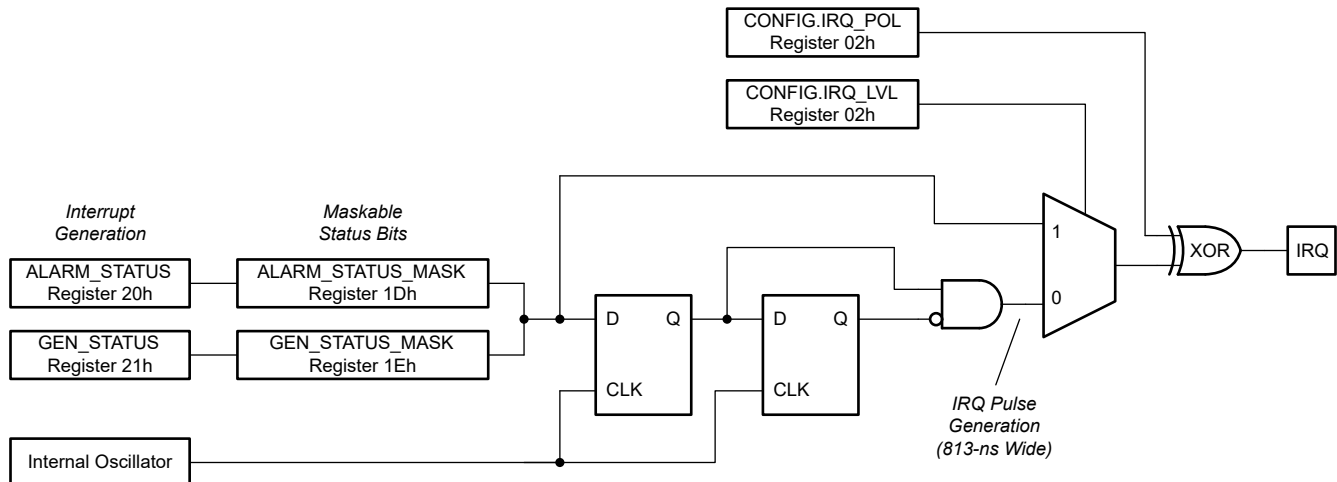 CONFIG.IRQ_POL
Register 02h
CONFIG.IRQ_LVL
Register 02h
Interrupt
Generation
Maskable
Status Bits
ALARM_STATUS
Register 20h
ALARM_STATUS_MASK
Register 1Dh
GEN_STATUS
Register 21h
GEN_STATUS_MASK
Register 1Eh
Internal Oscillator
D
Q
CLK
D
Q
CLK
IRQ Pulse
Generation
(813-ns Wide)
1
0
XOR
IRQ